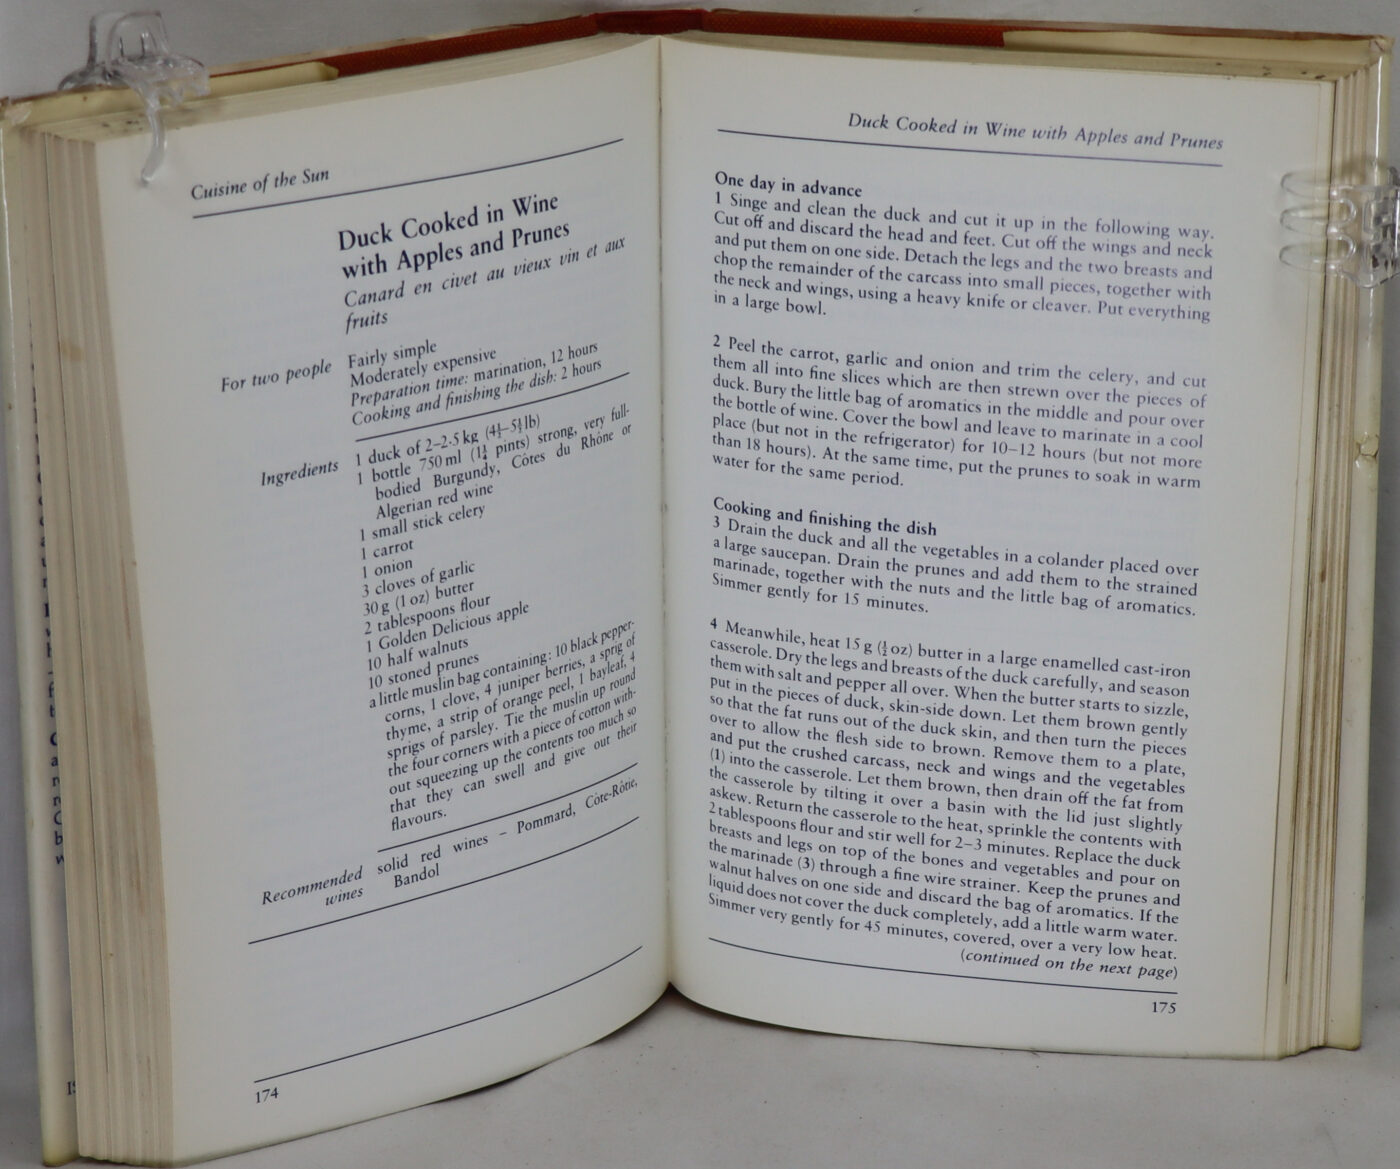 Cuisine of the Sun
Duck Cooked in Wine
with Apples and Prunes
Canard en civet au vieux vin et aux
fruits
For two people
Fairly simple
Moderately expensive
Preparation time: marination, 12 hours
Cooking and finishing the dish: 2 hours
Ingredients
1 duck of 2–2·5 kg (4½–5½ lb)
1 bottle 750 ml (1¼ pints) strong, very full-
bodied Burgundy, Côtes du Rhône or
Algerian red wine
1 small stick celery
1 carrot
1 onion
3 cloves of garlic
30 g (1 oz) butter
2 tablespoons flour
1 Golden Delicious apple
10 half walnuts
10 stoned prunes
a little muslin bag containing: 10 black pepper-
corns, 1 clove, 4 juniper berries, a sprig of
thyme, a strip of orange peel, 1 bayleaf, 4
sprigs of parsley. Tie the muslin up round
the four corners with a piece of cotton with-
out squeezing up the contents too much so
that they can swell and give out their
flavours.
Recommended
wines
solid red wines – Pommard, Côte-Rôtie,
Bandol
174
Duck Cooked in Wine with Apples and Prunes
One day in advance
1 Singe and clean the duck and cut it up in the following way.
Cut off and discard the head and feet. Cut off the wings and neck
and put them on one side. Detach the legs and the two breasts and
chop the remainder of the carcass into small pieces, together with
the neck and wings, using a heavy knife or cleaver. Put everything
in a large bowl.
2 Peel the carrot, garlic and onion and trim the celery, and cut
them all into fine slices which are then strewn over the pieces of
duck. Bury the little bag of aromatics in the middle and pour over
the bottle of wine. Cover the bowl and leave to marinate in a cool
place (but not in the refrigerator) for 10–12 hours (but not more
than 18 hours). At the same time, put the prunes to soak in warm
water for the same period.
Cooking and finishing the dish
3 Drain the duck and all the vegetables in a colander placed over
a large saucepan. Drain the prunes and add them to the strained
marinade, together with the nuts and the little bag of aromatics.
Simmer gently for 15 minutes.
4 Meanwhile, heat 15 g (½ oz) butter in a large enamelled cast-iron
casserole. Dry the legs and breasts of the duck carefully, and season
them with salt and pepper all over. When the butter starts to sizzle,
put in the pieces of duck, skin-side down. Let them brown gently
so that the fat runs out of the duck skin, and then turn the pieces
over to allow the flesh side to brown. Remove them to a plate,
and put the crushed carcass, neck and wings and the vegetables
(1) into the casserole. Let them brown, then drain off the fat from
the casserole by tilting it over a basin with the lid just slightly
askew. Return the casserole to the heat, sprinkle the contents with
2 tablespoons flour and stir well for 2–3 minutes. Replace the duck
breasts and legs on top of the bones and vegetables and pour on
the marinade (3) through a fine wire strainer. Keep the prunes and
walnut halves on one side and discard the bag of aromatics. If the
liquid does not cover the duck completely, add a little warm water.
Simmer very gently for 45 minutes, covered, over a very low heat.
(continued on the next page)
175